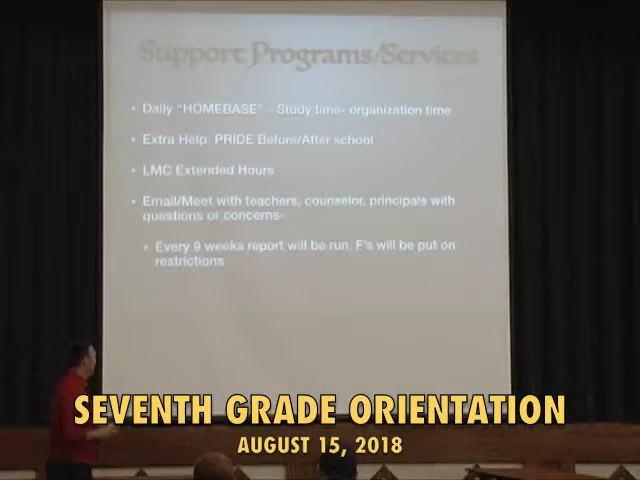 Support Programs/Services
• Daily "HOMEBASE" - Study time- organization time
• Extra Help: PRIDE Before/After school
• LMC Extended Hours
• Email/Meet with teachers, counselor, principals with
questions or concerns-
• Every 9 weeks report will be run. F's will be put on
restrictions
SEVENTH GRADE ORIENTATION
AUGUST 15, 2018